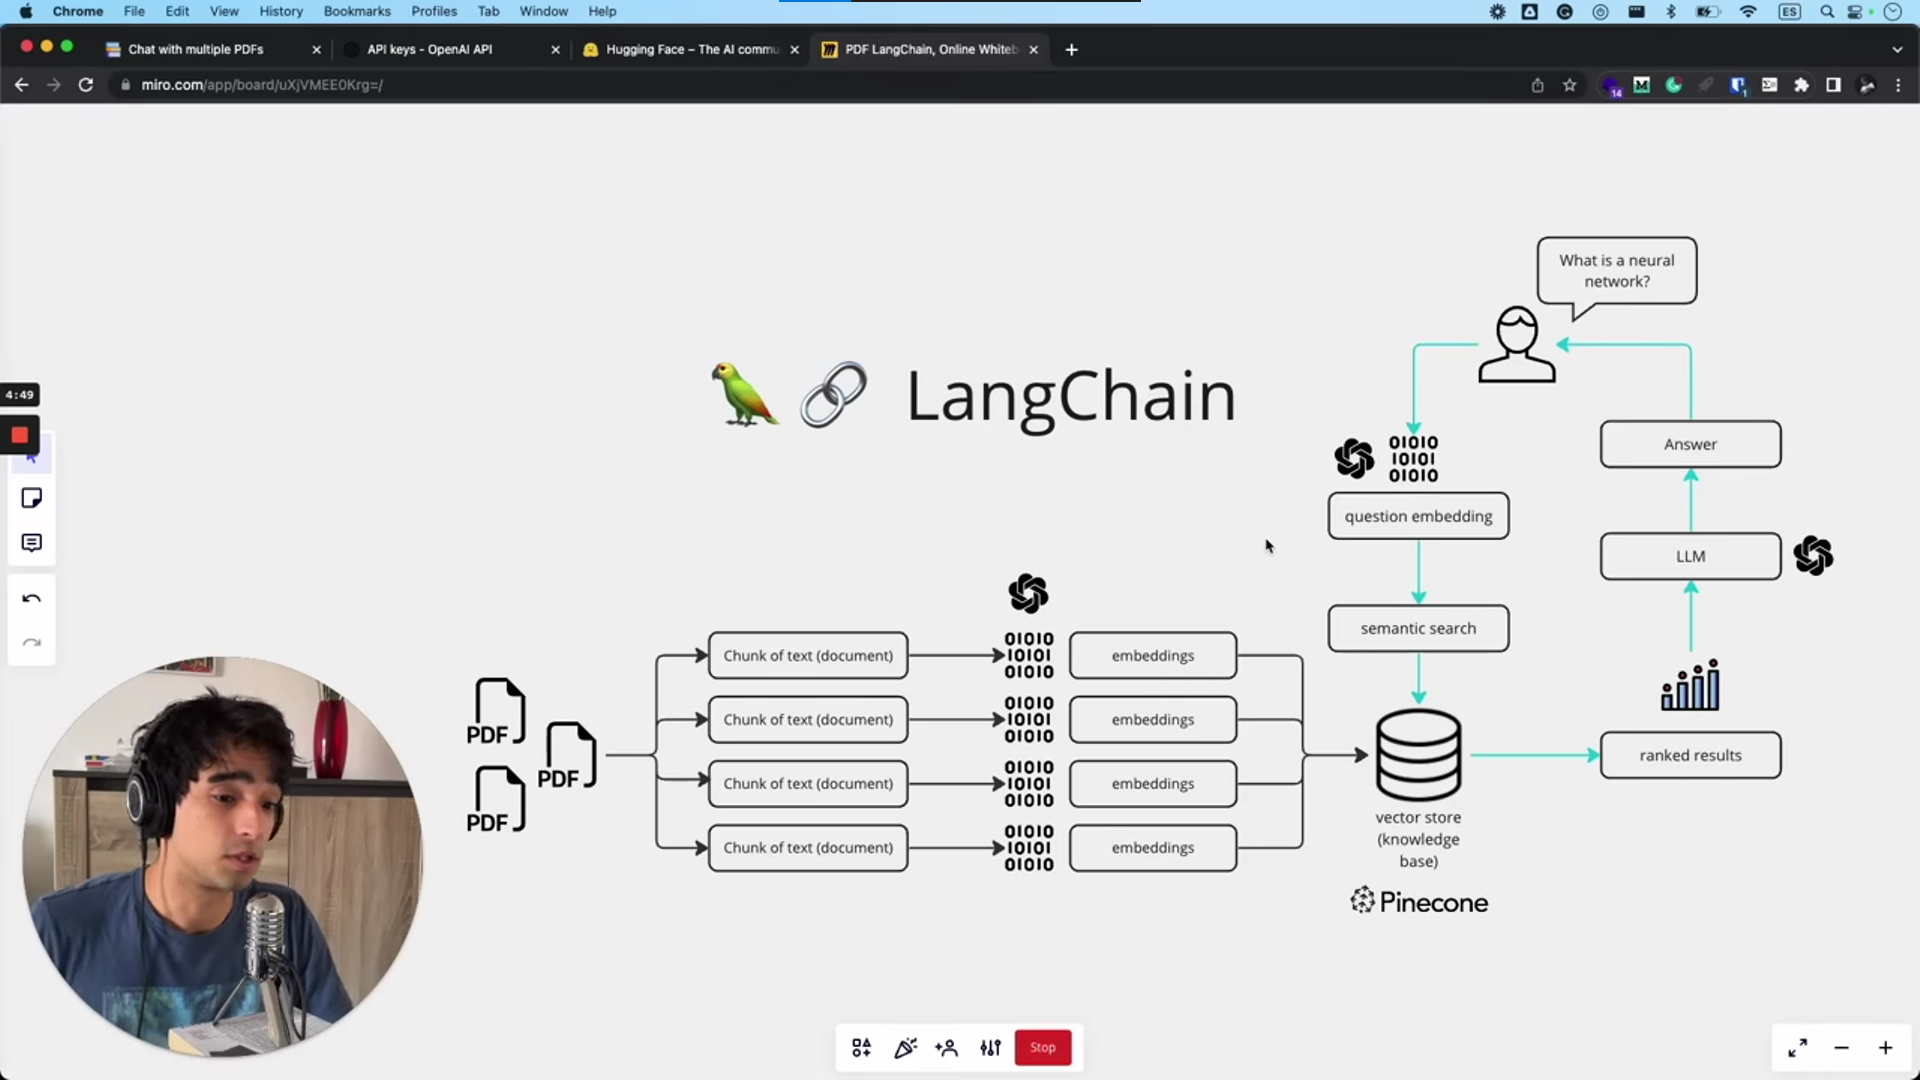 Chrome File Edit View History Bookmarks Profiles Tab Window Help
ES
Chat with multiple PDFs
API keys - OpenAI API
Hugging Face – The AI commu
PDF LangChain, Online Whiteb
miro.com/app/board/uXjVMEE0Krg=/
14
1
What is a neural
network?
LangChain
4:49
01010
10101
01010
Answer
question embedding
LLM
semantic search
Chunk of text (document)
01010
10101
01010
embeddings
Chunk of text (document)
01010
10101
01010
embeddings
Chunk of text (document)
01010
10101
01010
embeddings
Chunk of text (document)
01010
10101
01010
embeddings
PDF
PDF
PDF
ranked results
vector store
(knowledge
base)
Pinecone
Stop